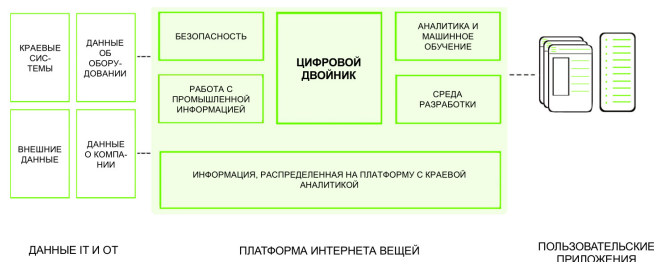 КРАЕВЫЕ
СИС-
ТЕМЫ
ДАННЫЕ
ОБ
ОБОРУ-
ДОВАНИИ
ВНЕШНИЕ
ДАННЫЕ
ДАННЫЕ
О КОМПА-
НИИ
БЕЗОПАСНОСТЬ
РАБОТА С
ПРОМЫШЛЕННОЙ
ИНФОРМАЦИЕЙ
ЦИФРОВОЙ
ДВОЙНИК
АНАЛИТИКА И
МАШИННОЕ
ОБУЧЕНИЕ
СРЕДА
РАЗРАБОТКИ
ИНФОРМАЦИЯ, РАСПРЕДЕЛЕННАЯ НА ПЛАТФОРМУ С КРАЕВОЙ
АНАЛИТИКОЙ
ДАННЫЕ IT И ОТ
ПЛАТФОРМА ИНТЕРНЕТА ВЕЩЕЙ
ПОЛЬЗОВАТЕЛЬСКИЕ
ПРИЛОЖЕНИЯ